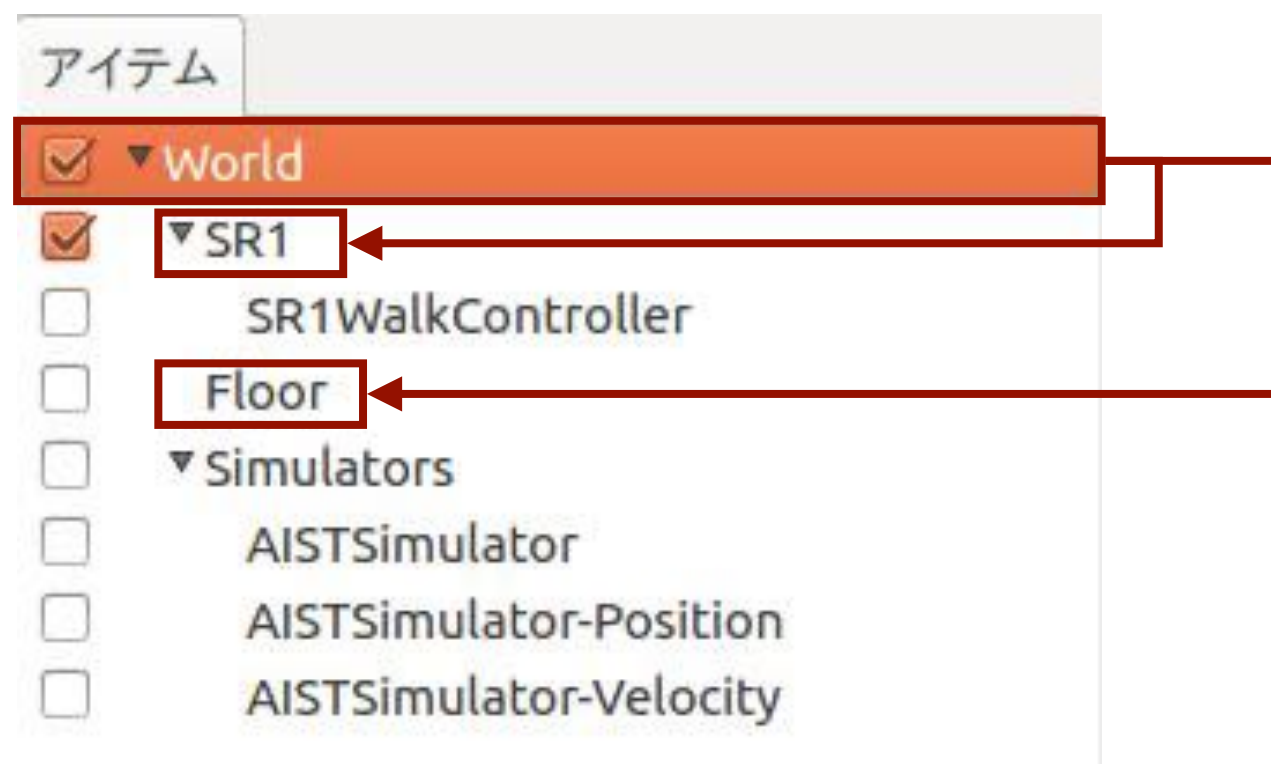 アイテム
World
SR1
SR1WalkController
Floor
Simulators
AISTSimulator
AISTSimulator-Position
AISTSimulator-Velocity